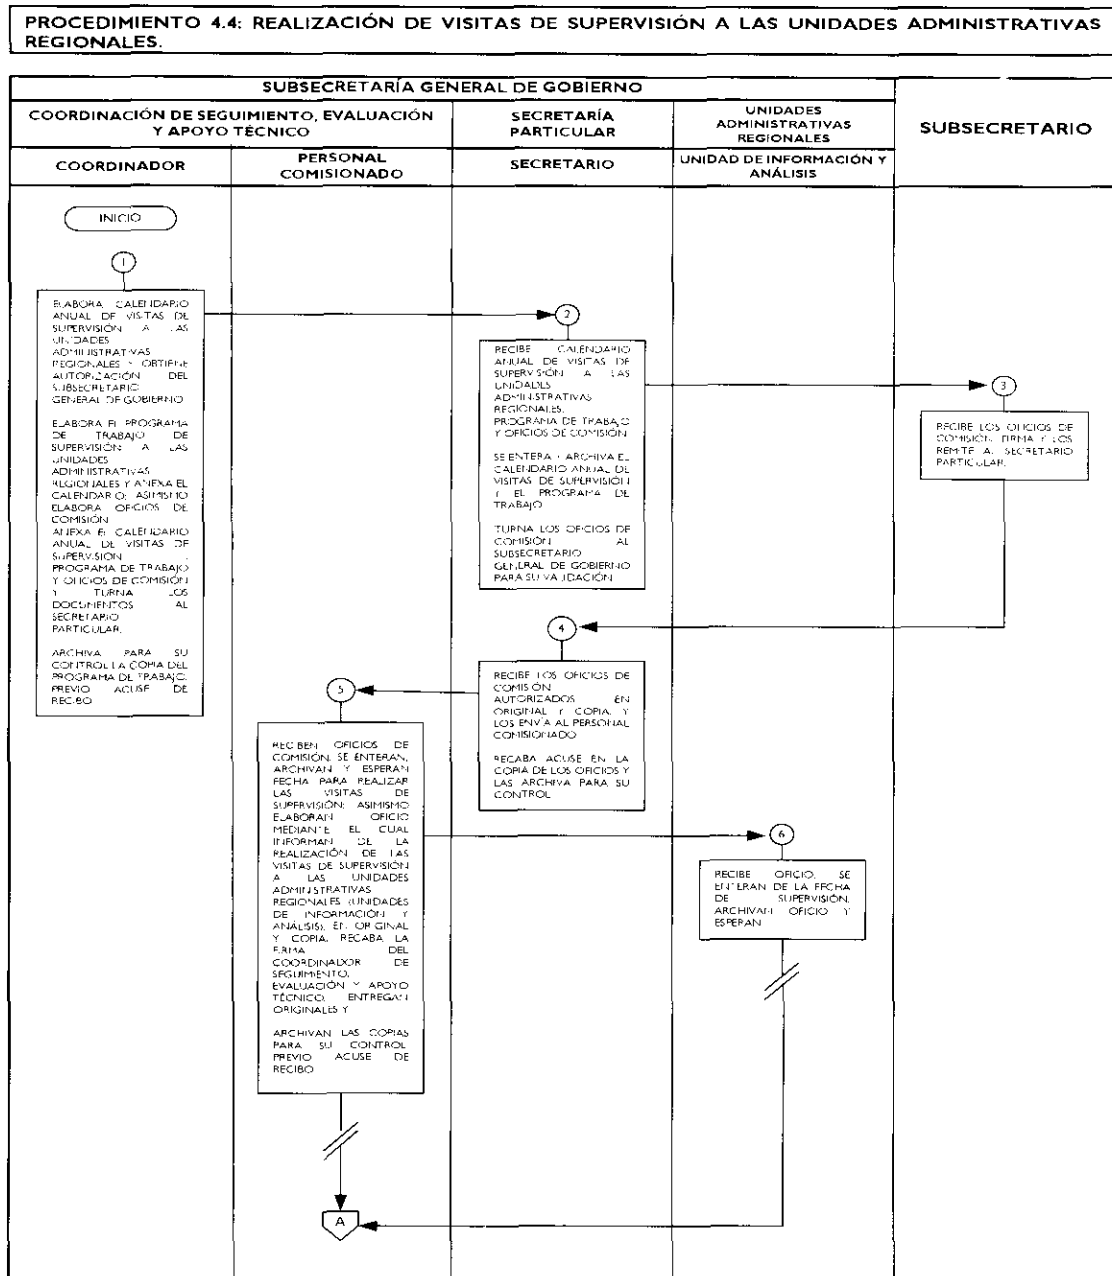 PROCEDIMIENTO 4.4: REALIZACIÓN DE VISITAS DE SUPERVISIÓN A LAS UNIDADES ADMINISTRATIVAS
REGIONALES.
SUBSECRETARÍA GENERAL DE GOBIERNO
SUBSECRETARIO
COORDINACIÓN DE SEGUIMIENTO, EVALUACIÓN
Y APOYO TÉCNICO
SECRETARÍA
PARTICULAR
UNIDADES
ADMINISTRATIVAS
REGIONALES
COORDINADOR
PERSONAL
COMISIONADO
SECRETARIO
UNIDAD DE INFORMACIÓN Y
ANÁLISIS
INICIO
1
ELABORA CALENDARIO
ANUAL DE VISITAS DE
SUPERVISIÓN A LAS
UNIDADES
ADMINISTRATIVAS
REGIONALES Y OBTIENE
AUTORIZACIÓN DEL
SUBSECRETARIO
GENERAL DE GOBIERNO
ELABORA EL PROGRAMA
DE TRABAJO DE
SUPERVISIÓN A LAS
UNIDADES
ADMINISTRATIVAS
REGIONALES Y ANEXA EL
CALENDARIO; ASIMISMO
ELABORA OFICIOS DE
COMISIÓN
ANEXA EL CALENDARIO
ANUAL DE VISITAS DE
SUPERVISIÓN
PROGRAMA DE TRABAJO
Y OFICIOS DE COMISIÓN
Y TURNA LOS
DOCUMENTOS AL
SECRETARIO
PARTICULAR.
ARCHIVA PARA SU
CONTROL LA COPIA DEL
PROGRAMA DE TRABAJO,
PREVIO ACUSE DE
RECIBO
2
RECIBE CALENDARIO
ANUAL DE VISITAS DE
SUPERVISIÓN A LAS
UNIDADES
ADMINISTRATIVAS
REGIONALES,
PROGRAMA DE TRABAJO
Y OFICIOS DE COMISIÓN
SE ENTERA Y ARCHIVA EL
CALENDARIO ANUAL DE
VISITAS DE SUPERVISIÓN
Y EL PROGRAMA DE
TRABAJO
TURNA LOS OFICIOS DE
COMISIÓN AL
SUBSECRETARIO
GENERAL DE GOBIERNO
PARA SU VALIDACIÓN
3
RECIBE LOS OFICIOS DE
COMISIÓN, FIRMA Y LOS
REMITE AL SECRETARIO
PARTICULAR.
4
RECIBE LOS OFICIOS DE
COMISIÓN
AUTORIZADOS EN
ORIGINAL Y COPIA, Y
LOS ENVÍA AL PERSONAL
COMISIONADO
RECABA ACUSE EN LA
COPIA DE LOS OFICIOS Y
LAS ARCHIVA PARA SU
CONTROL
5
RECIBEN OFICIOS DE
COMISIÓN, SE ENTERAN,
ARCHIVAN Y ESPERAN
FECHA PARA REALIZAR
LAS VISITAS DE
SUPERVISIÓN; ASIMISMO
ELABORAN OFICIO
MEDIANTE EL CUAL
INFORMAN DE LA
REALIZACIÓN DE LAS
VISITAS DE SUPERVISIÓN
A LAS UNIDADES
ADMINISTRATIVAS
REGIONALES (UNIDADES
DE INFORMACIÓN Y
ANÁLISIS), EN ORIGINAL
Y COPIA, RECABA LA
FIRMA DEL
COORDINADOR DE
SEGUIMIENTO,
EVALUACIÓN Y APOYO
TÉCNICO, ENTREGAN
ORIGINALES Y
ARCHIVAN LAS COPIAS
PARA SU CONTROL
PREVIO ACUSE DE
RECIBO
6
RECIBE OFICIO, SE
ENTERAN DE LA FECHA
DE SUPERVISIÓN,
ARCHIVAN OFICIO Y
ESPERAN
A